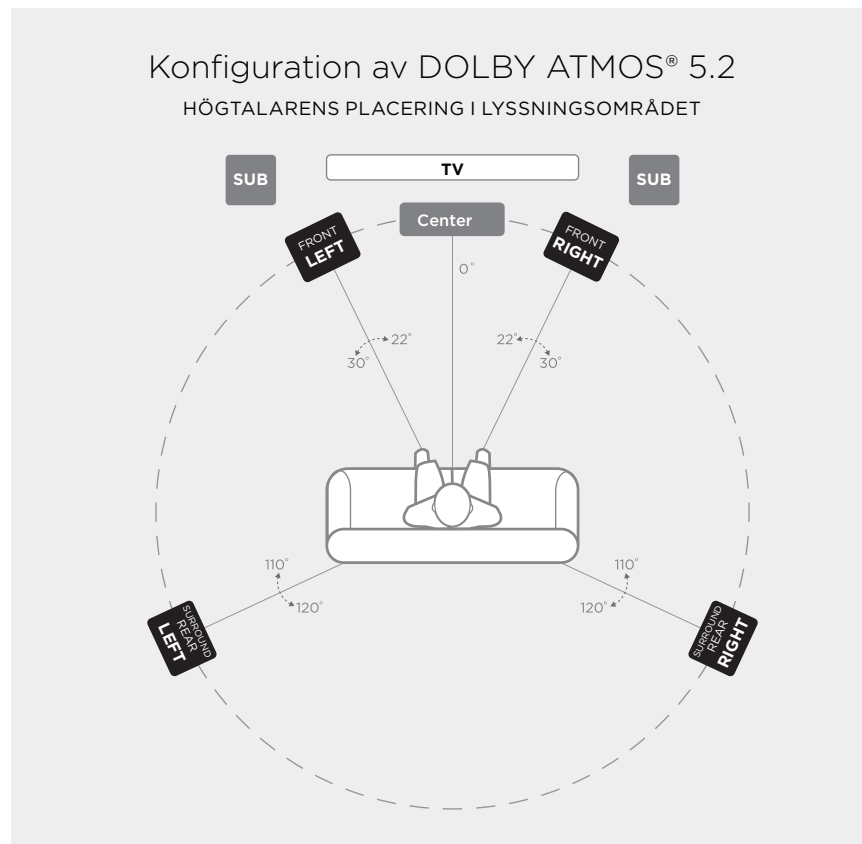 Konfiguration av DOLBY ATMOS® 5.2
HÖGTALARENS PLACERING I LYSSNINGSOMRÅDET
SUB
TV
SUB
FRONT
LEFT
Center
FRONT
RIGHT
0°
22°
30°
22°
30°
110°
120°
110°
120°
SURROUND
REAR
LEFT
SURROUND
REAR
RIGHT